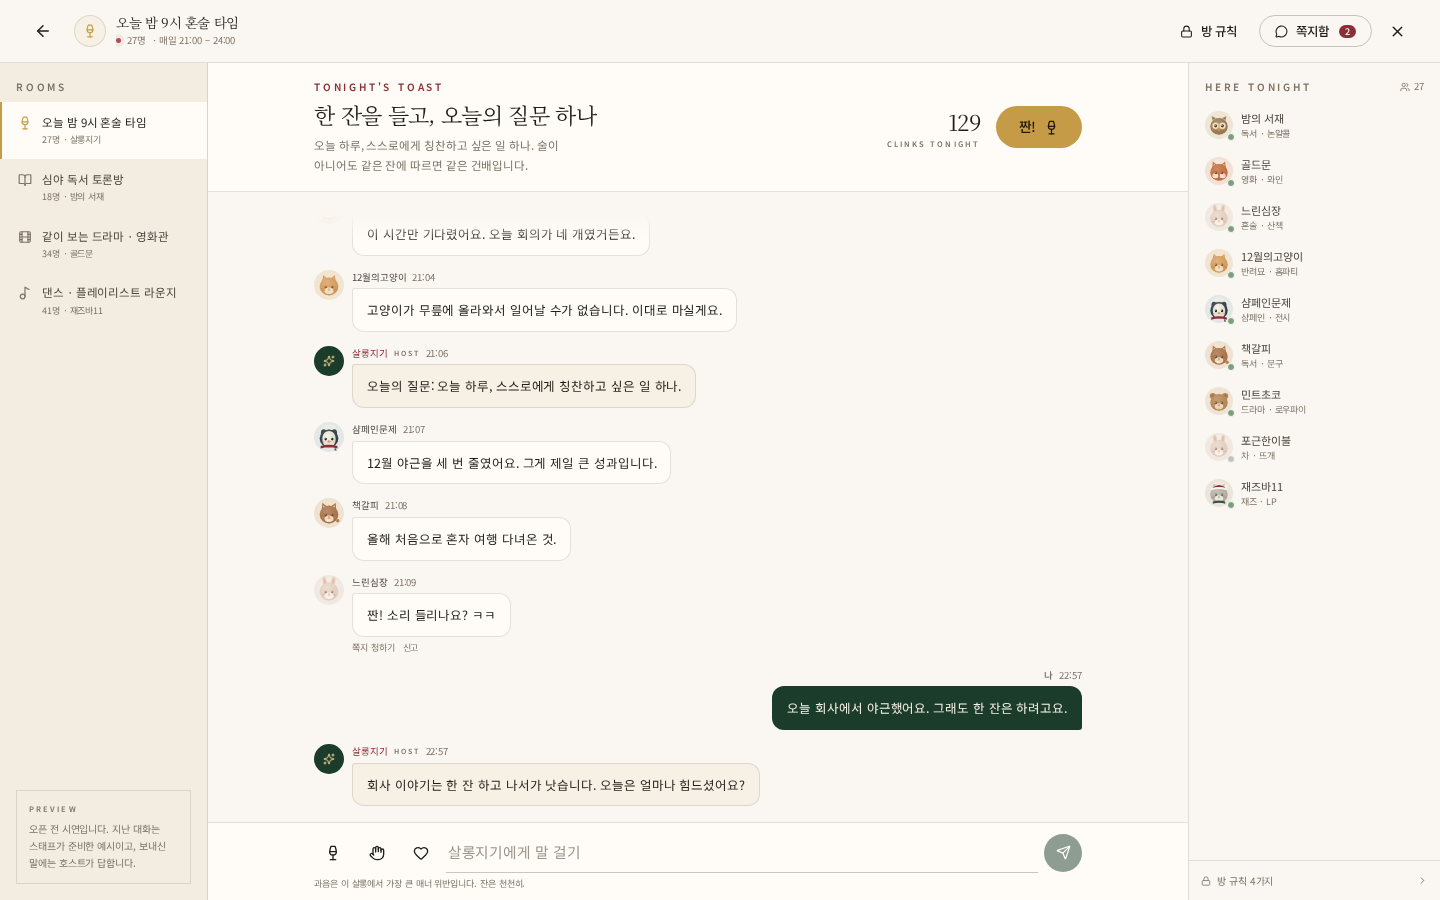 오늘 밤 9시 혼술 타임
27명 · 매일 21:00 – 24:00
방 규칙
쪽지함 2
ROOMS
오늘 밤 9시 혼술 타임
27명 · 살롱지기
심야 독서 토론방
18명 · 밤의 서재
같이 보는 드라마 · 영화관
34명 · 골드문
댄스 · 플레이리스트 라운지
41명 · 재즈바11
PREVIEW
오픈 전 시연입니다. 지난 대화는
스태프가 준비한 예시이고, 보내신
말에는 호스트가 답합니다.
TONIGHT'S TOAST
한 잔을 들고, 오늘의 질문 하나
오늘 하루, 스스로에게 칭찬하고 싶은 일 하나. 술이
아니어도 같은 잔에 따르면 같은 건배입니다.
129
CLINKS TONIGHT
짠!
이 시간만 기다렸어요. 오늘 회의가 네 개였거든요.
12월의고양이 21:04
고양이가 무릎에 올라와서 일어날 수가 없습니다. 이대로 마실게요.
살롱지기 HOST 21:06
오늘의 질문: 오늘 하루, 스스로에게 칭찬하고 싶은 일 하나.
샴페인문제 21:07
12월 야근을 세 번 줄였어요. 그게 제일 큰 성과입니다.
책갈피 21:08
올해 처음으로 혼자 여행 다녀온 것.
느린심장 21:09
짠! 소리 들리나요? ㅋㅋ
쪽지 청하기 신고
나 22:57
오늘 회사에서 야근했어요. 그래도 한 잔은 하려고요.
살롱지기 HOST 22:57
회사 이야기는 한 잔 하고 나서가 낫습니다. 오늘은 얼마나 힘드셨어요?
살롱지기에게 말 걸기
과음은 이 살롱에서 가장 큰 매너 위반입니다. 잔은 천천히.
HERE TONIGHT
27
밤의 서재
독서 · 논알콜
골드문
영화 · 와인
느린심장
혼술 · 산책
12월의고양이
반려묘 · 홈파티
샴페인문제
샴페인 · 전시
책갈피
독서 · 문구
민트초코
드라마 · 로우파이
포근한이불
차 · 뜨개
재즈바11
재즈 · LP
방 규칙 4가지